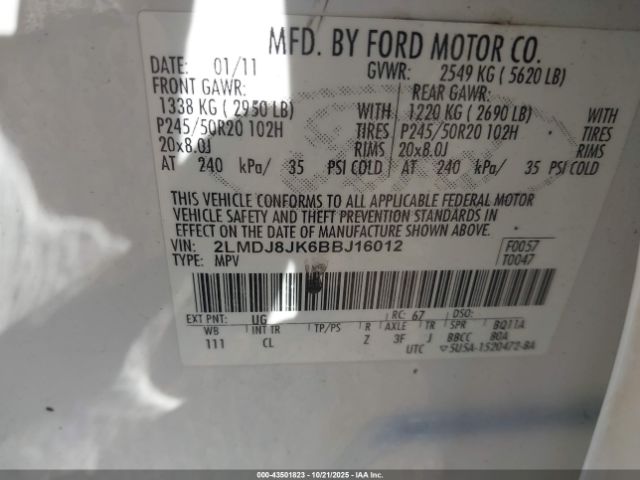 MFD. BY FORD MOTOR CO.
DATE: 01/11 GVWR: 2549 KG ( 5620 LB)
FRONT GAWR: REAR GAWR:
1338 KG ( 2950 LB) WITH 1220 KG ( 2690 LB) WITH
P245/50R20 102H TIRES P245/50R20 102H TIRES
20x8.0J RIMS 20x8.0J RIMS
AT 240 kPa/ 35 PSI COLD AT 240 kPa/ 35 PSI COLD
THIS VEHICLE CONFORMS TO ALL APPLICABLE FEDERAL MOTOR
VEHICLE SAFETY AND THEFT PREVENTION STANDARDS IN EFFECT
ON THE DATE OF MANUFACTURE SHOWN ABOVE.
VIN: 2LMDJ8JK6BBJ16012 F0057
TYPE: MPV T0047
EXT PNT: UG RC: 67 DSO:
WB INT TR TP/PS R AXLE TR SPR BQ11A
111 CL Z 3F J BBCC 80A
UTC 5U5A-1520472-BA
000-43501823 - 10/21/2025 - IAAI.com